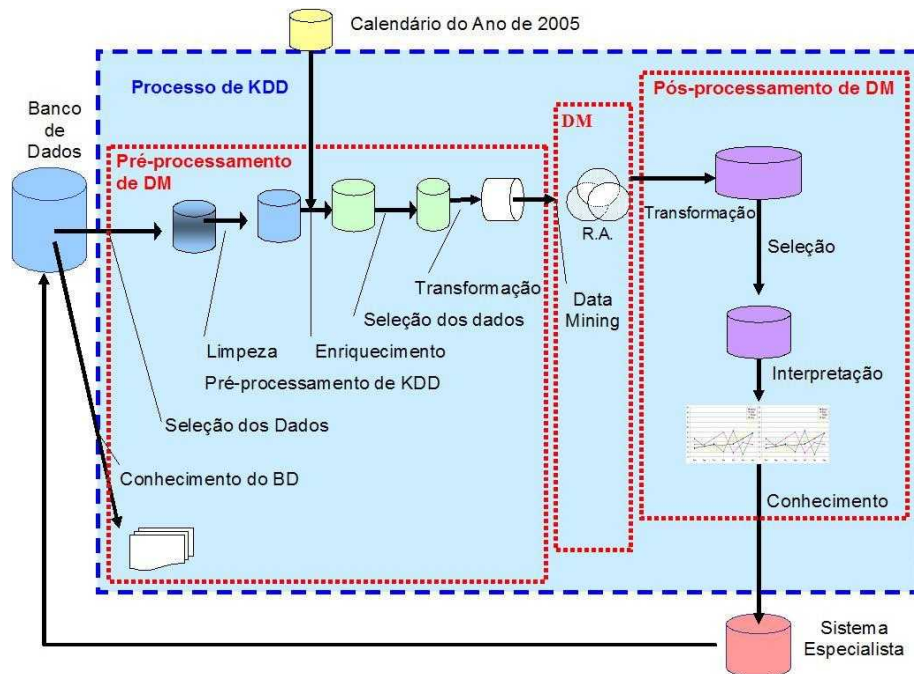 Calendário do Ano de 2005
Processo de KDD
Pós-processamento de DM
Banco
de
Dados
DM
Pré-processamento
de DM
R.A.
Transformação
Seleção
Transformação
Data
Mining
Seleção dos dados
Limpeza
Enriquecimento
Pré-processamento de KDD
Interpretação
Seleção dos Dados
Conhecimento do BD
Conhecimento
Sistema
Especialista